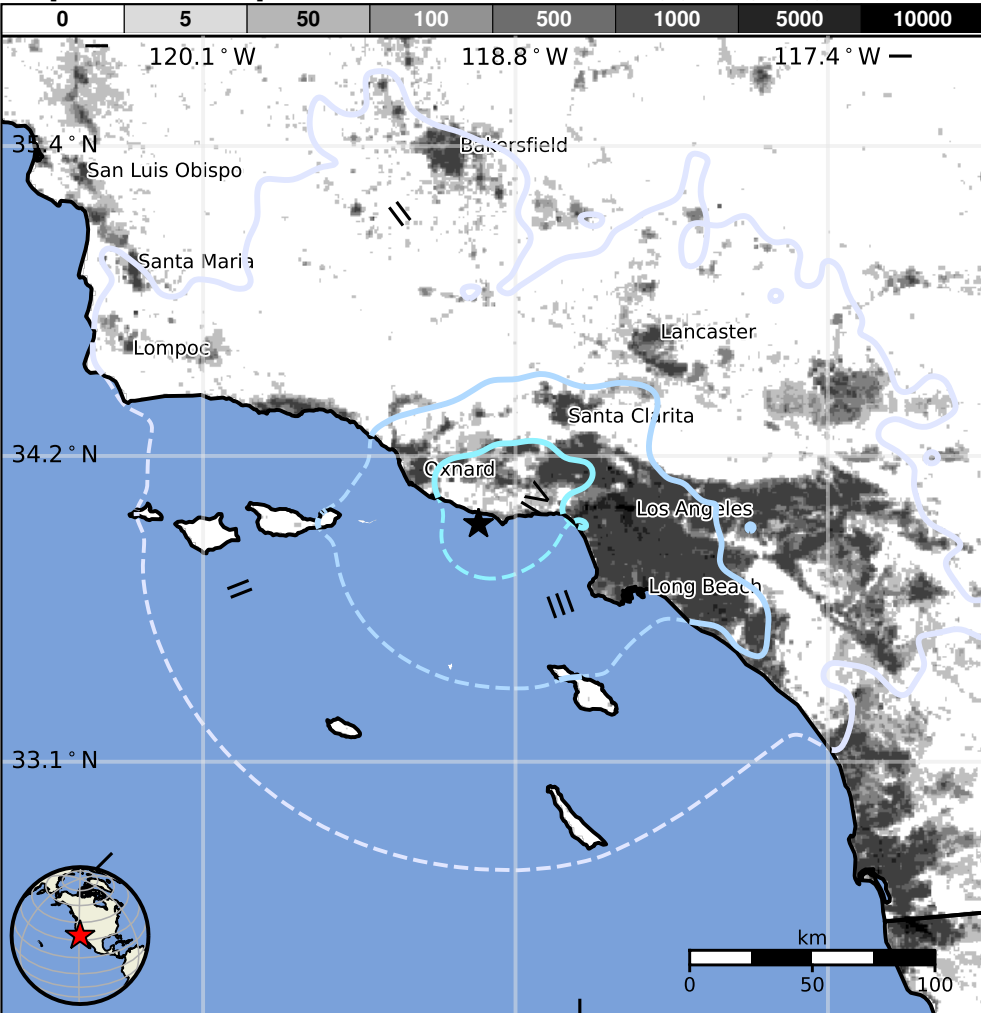 0 5 50 100 500 1000 5000 10000
120.1°W 118.8°W 117.4°W
35.4°N
Bakersfield
San Luis Obispo
II
Santa Maria
Lancaster
Lompoc
Santa Clarita
34.2°N
Oxnard
IV
Los Angeles
II
III
Long Beach
33.1°N
km
0 50 100